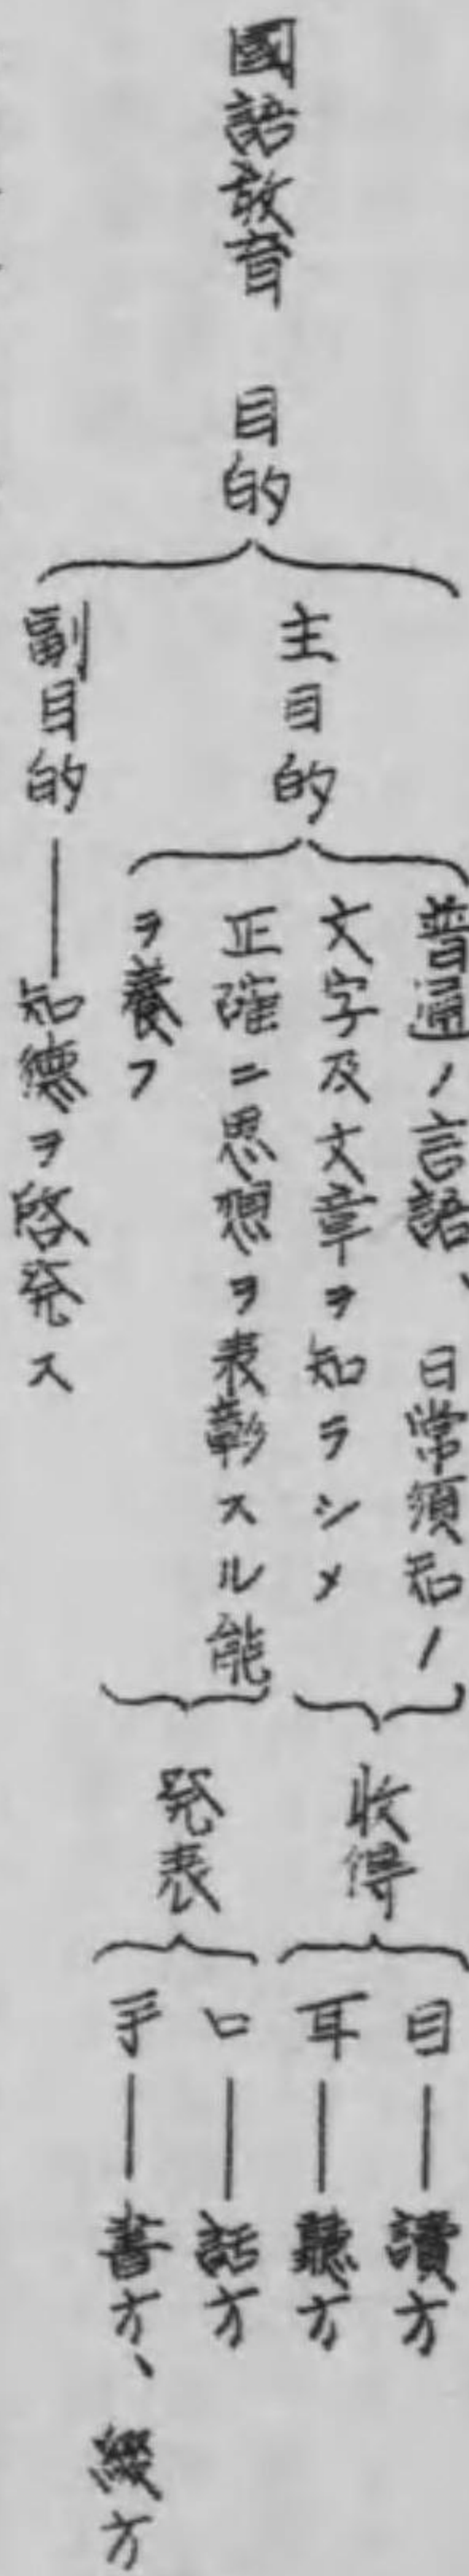 國語教育 目的
主目的
普通ノ言語、日常須知ノ
文字及文章ヲ知ラシメ
正確ニ思想ヲ表彰スル能
ヲ養フ
收得
目―讀方
耳―聽方
発表
口―話方
手―書方、綴方
副目的―知德ヲ啓発ス